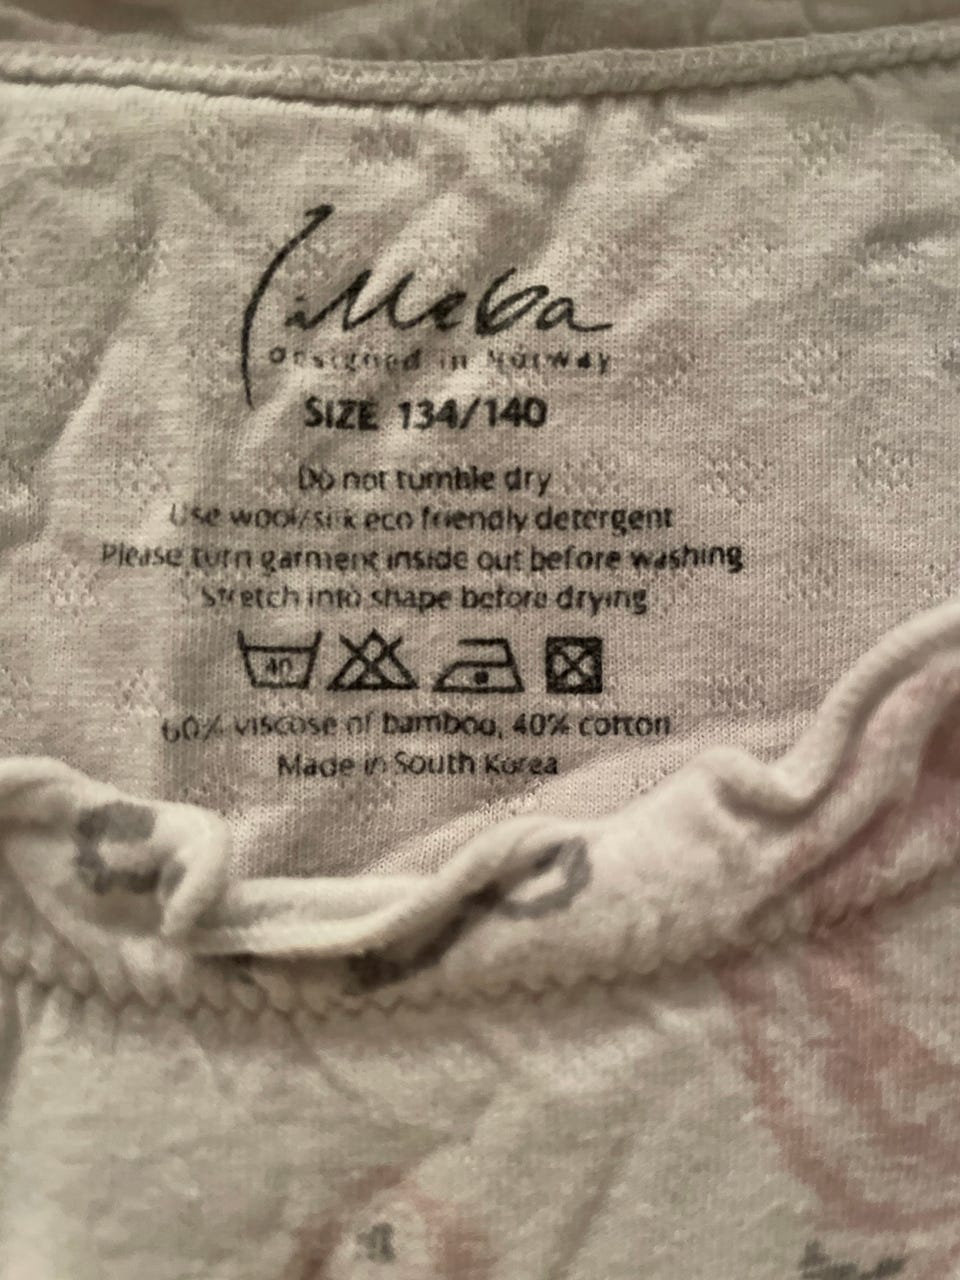 illeba
Designed in Norway
SIZE 134/140
Do not tumble dry
Use wool/silk eco friendly detergent
Please turn garment inside out before washing
Stretch into shape before drying
40
60% viscose of bamboo, 40% cotton
Made in South Korea